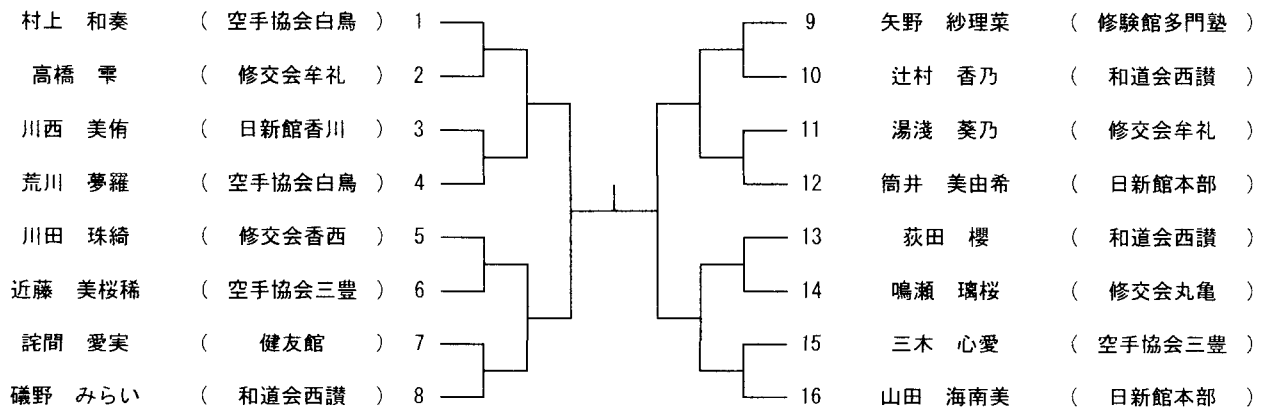 村上 和奏 ( 空手協会白鳥 ) 1
高橋 雫 ( 修交会牟礼 ) 2
川西 美侑 ( 日新館香川 ) 3
荒川 夢羅 ( 空手協会白鳥 ) 4
川田 珠綺 ( 修交会香西 ) 5
近藤 美桜稀 ( 空手協会三豊 ) 6
詫間 愛実 ( 健友館 ) 7
磯野 みらい ( 和道会西讃 ) 8
9 矢野 紗理菜 ( 修験館多門塾 )
10 辻村 香乃 ( 和道会西讃 )
11 湯淺 葵乃 ( 修交会牟礼 )
12 筒井 美由希 ( 日新館本部 )
13 荻田 櫻 ( 和道会西讃 )
14 鳴瀬 璃桜 ( 修交会丸亀 )
15 三木 心愛 ( 空手協会三豊 )
16 山田 海南美 ( 日新館本部 )